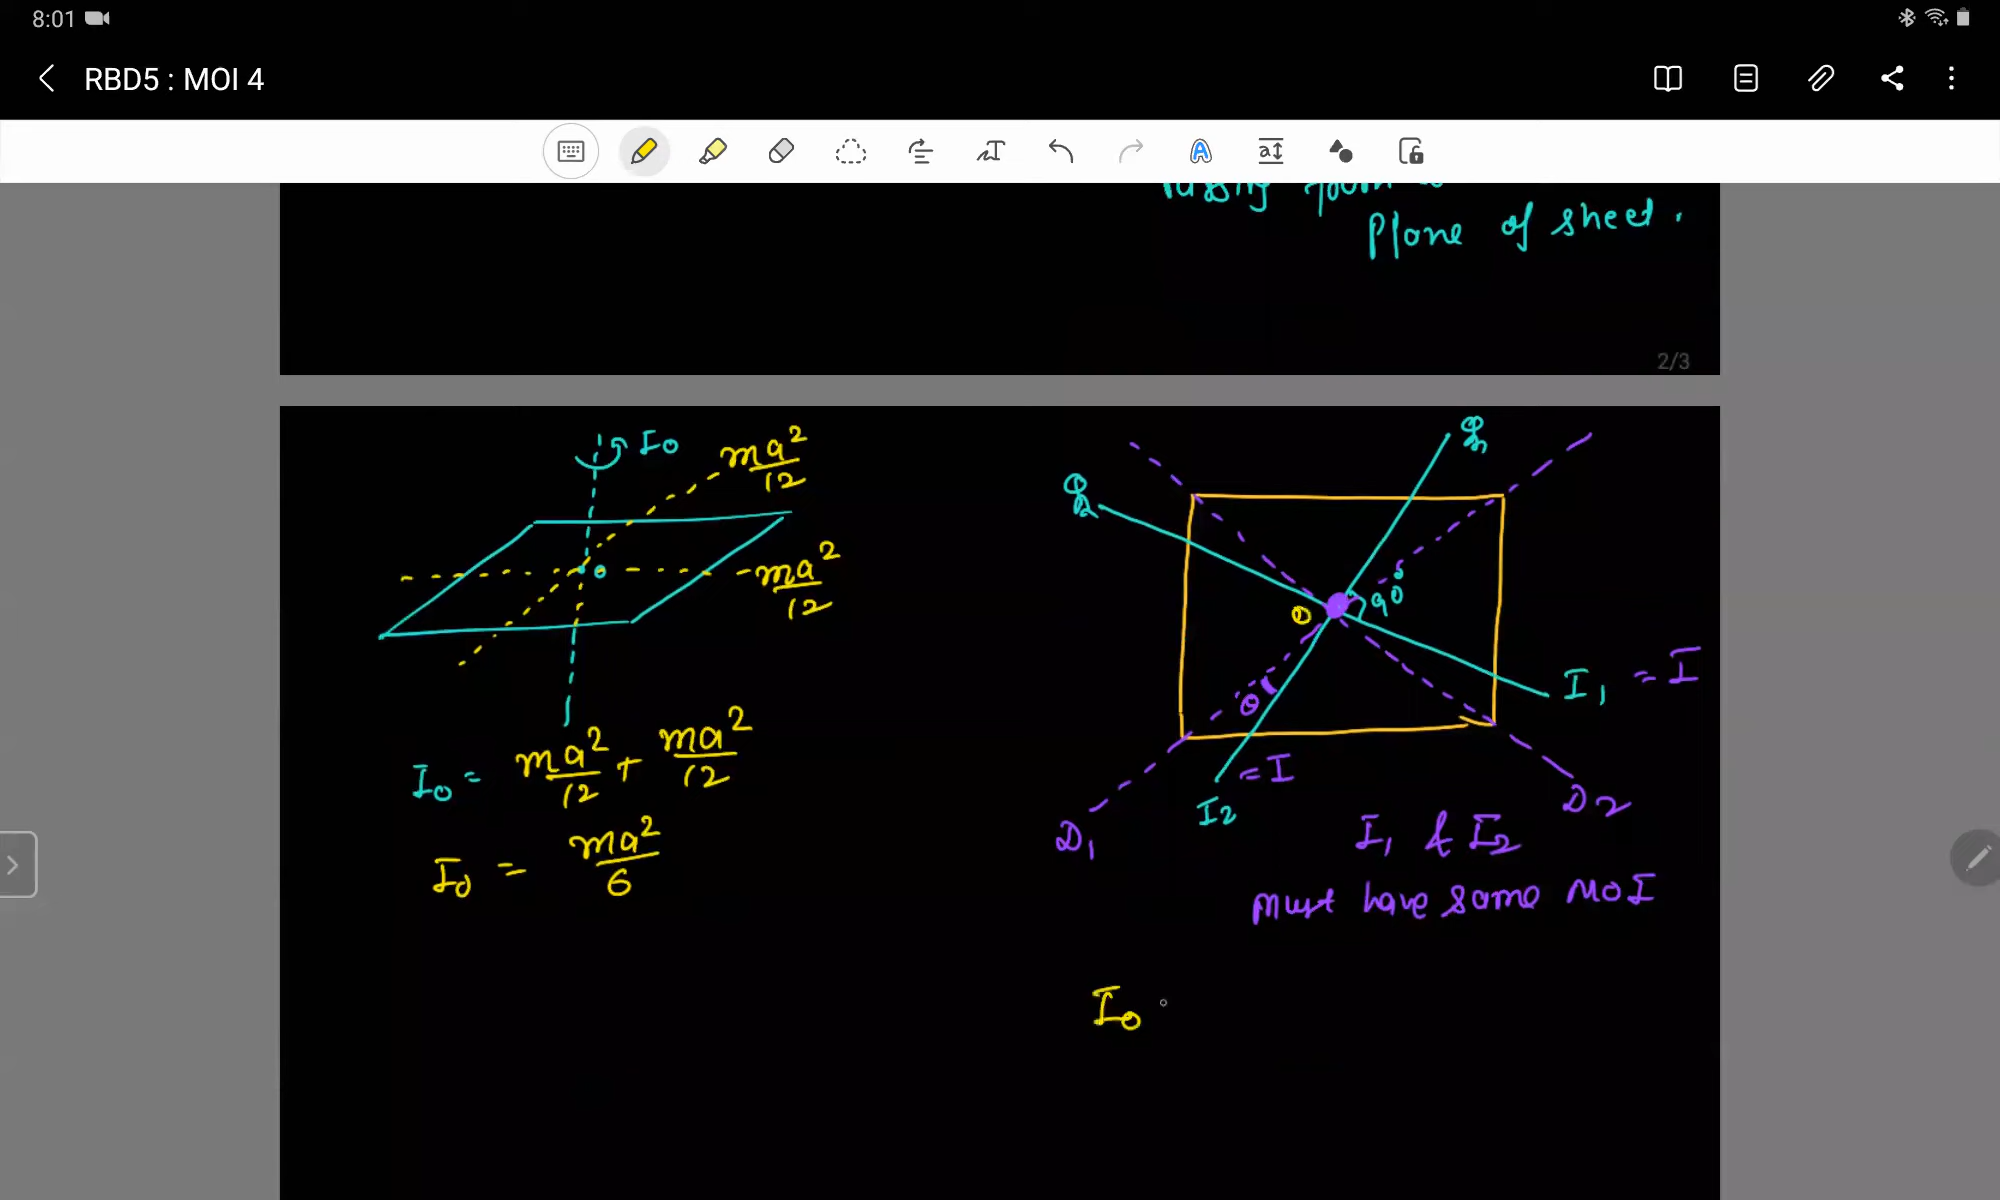 8:01
RBD5 : MOI 4
Plane of sheet.
2/3
I₀
ma²/12
o
ma²/12
I₀ = ma²/12 + ma²/12
I₀ = ma²/6
90°
O
θ
I₁ = I
I₂ = I
D₁
D₂
I₁ & I₂
must have same MOI
I₀